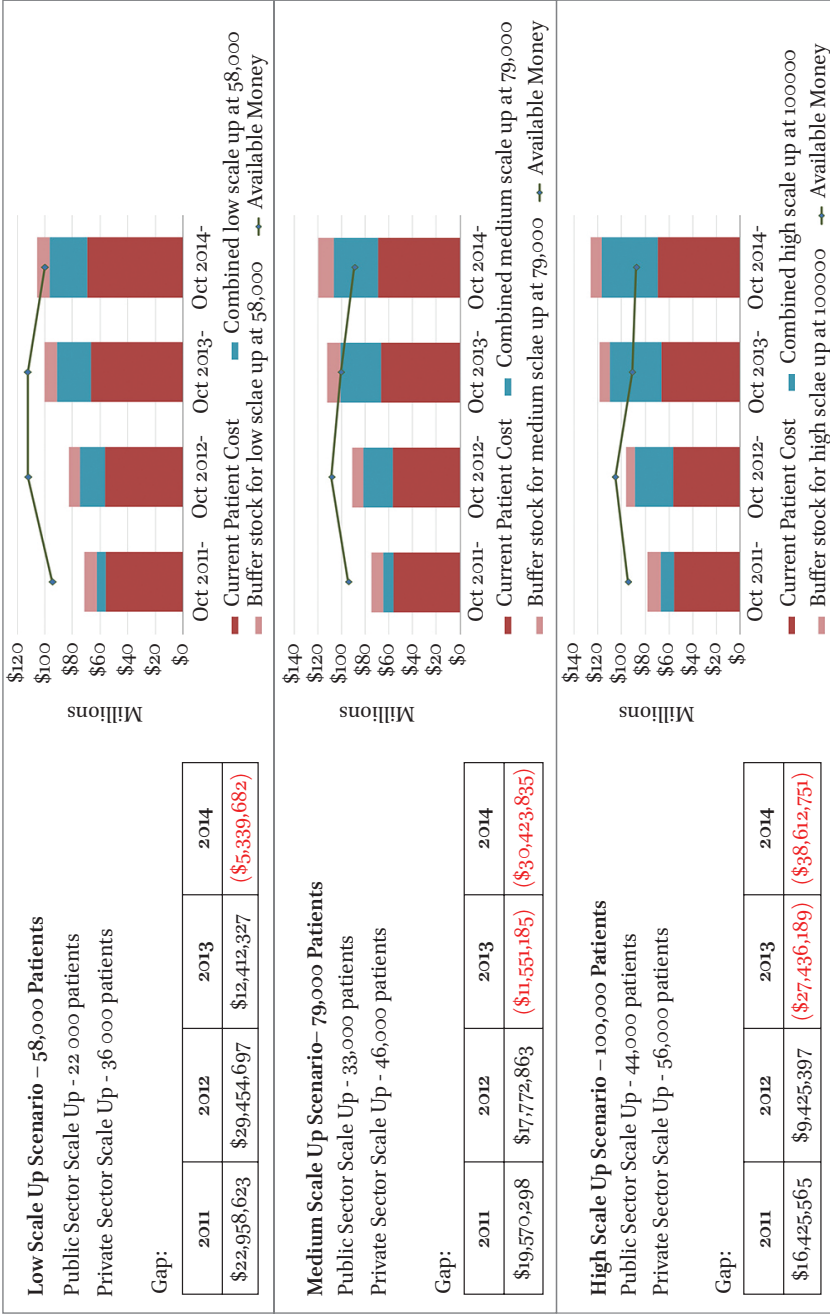 Low Scale Up Scenario – 58,000 Patients
Public Sector Scale Up - 22 000 patients
Private Sector Scale Up - 36 000 patients
Gap:
2011 2012 2013 2014
$22,958,623 $29,454,697 $12,412,327 ($5,339,682)
Millions
$120
$100
$80
$60
$40
$20
$0
Oct 2011- Oct 2012- Oct 2013- Oct 2014-
Current Patient Cost Combined low scale up at 58,000
Buffer stock for low sclae up at 58,000 Available Money
Medium Scale Up Scenario– 79,000 Patients
Public Sector Scale Up - 33,000 patients
Private Sector Scale Up - 46,000 patients
Gap:
2011 2012 2013 2014
$19,570,298 $17,772,863 ($11,551,185) ($30,423,835)
Millions
$140
$120
$100
$80
$60
$40
$20
$0
Oct 2011- Oct 2012- Oct 2013- Oct 2014-
Current Patient Cost Combined medium scale up at 79,000
Buffer stock for medium sclae up at 79,000 Available Money
High Scale Up Scenario – 100,000 Patients
Public Sector Scale Up - 44,000 patients
Private Sector Scale Up - 56,000 patients
Gap:
2011 2012 2013 2014
$16,425,565 $9,425,397 ($27,436,189) ($38,612,751)
Millions
$140
$120
$100
$80
$60
$40
$20
$0
Oct 2011- Oct 2012- Oct 2013- Oct 2014-
Current Patient Cost Combined high scale up at 100000
Buffer stock for high sclae up at 100000 Available Money